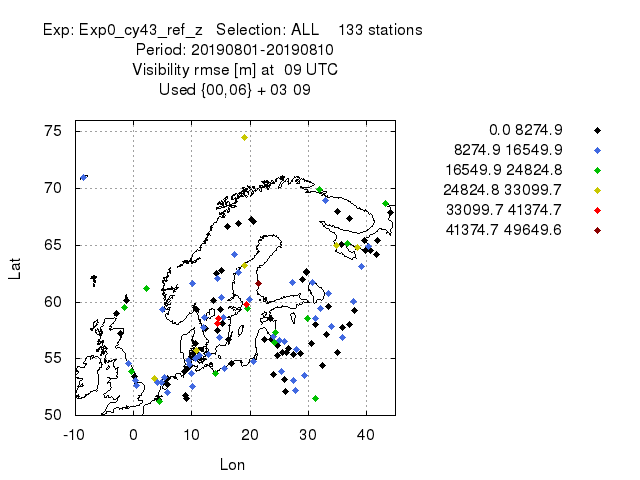 Exp: Exp0_cy43_ref_z   Selection: ALL    133 stations
Period: 20190801-20190810
Visibility rmse [m] at  09 UTC
Used {00,06} + 03 09
0.0 8274.9
8274.9 16549.9
16549.9 24824.8
24824.8 33099.7
33099.7 41374.7
41374.7 49649.6
75
70
65
60
55
50
Lat
-10 0 10 20 30 40
Lon